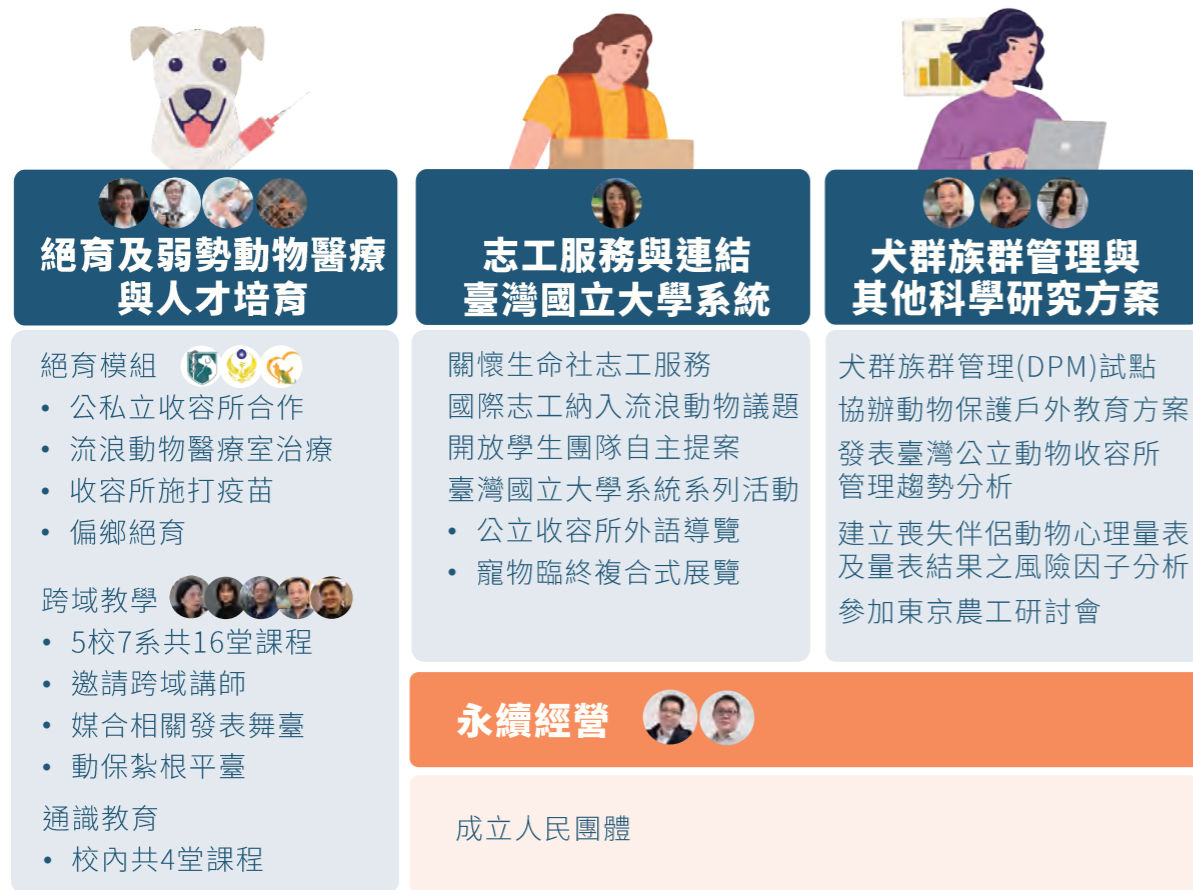 絕育及弱勢動物醫療
與人才培育
絕育模組
• 公私立收容所合作
• 流浪動物醫療室治療
• 收容所施打疫苗
• 偏鄉絕育
跨域教學
• 5校7系共16堂課程
• 邀請跨域講師
• 媒合相關發表舞臺
• 動保紮根平臺
通識教育
• 校內共4堂課程
志工服務與連結
臺灣國立大學系統
關懷生命社志工服務
國際志工納入流浪動物議題
開放學生團隊自主提案
臺灣國立大學系統系列活動
• 公立收容所外語導覽
• 寵物臨終複合式展覽
犬群族群管理與
其他科學研究方案
犬群族群管理(DPM)試點
協辦動物保護戶外教育方案
發表臺灣公立動物收容所
管理趨勢分析
建立喪失伴侶動物心理量表
及量表結果之風險因子分析
參加東京農工研討會
永續經營
成立人民團體